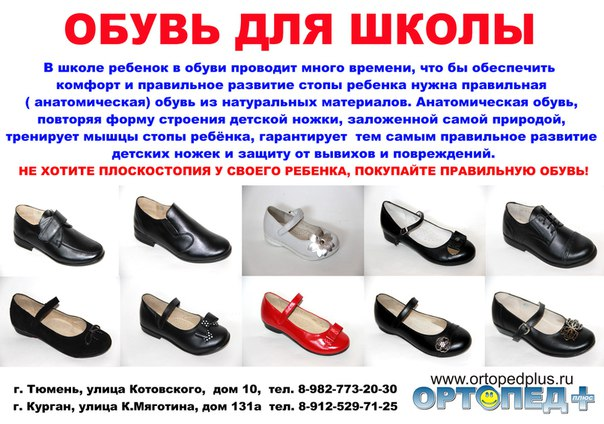 ОБУВЬ ДЛЯ ШКОЛЫ
В школе ребенок в обуви проводит много времени, что бы обеспечить
комфорт и правильное развитие стопы ребенка нужна правильная
( анатомическая) обувь из натуральных материалов. Анатомическая обувь,
повторяя форму строения детской ножки, заложенной самой природой,
тренирует мышцы стопы ребёнка, гарантирует тем самым правильное развитие
детских ножек и защиту от вывихов и повреждений.
НЕ ХОТИТЕ ПЛОСКОСТОПИЯ У СВОЕГО РЕБЕНКА, ПОКУПАЙТЕ ПРАВИЛЬНУЮ ОБУВЬ!
www.ortopedplus.ru
г. Тюмень, улица Котовского, дом 10, тел. 8-982-773-20-30
г. Курган, улица К.Мяготина, дом 131а тел. 8-912-529-71-25
ОРТОПЕД+ плюс